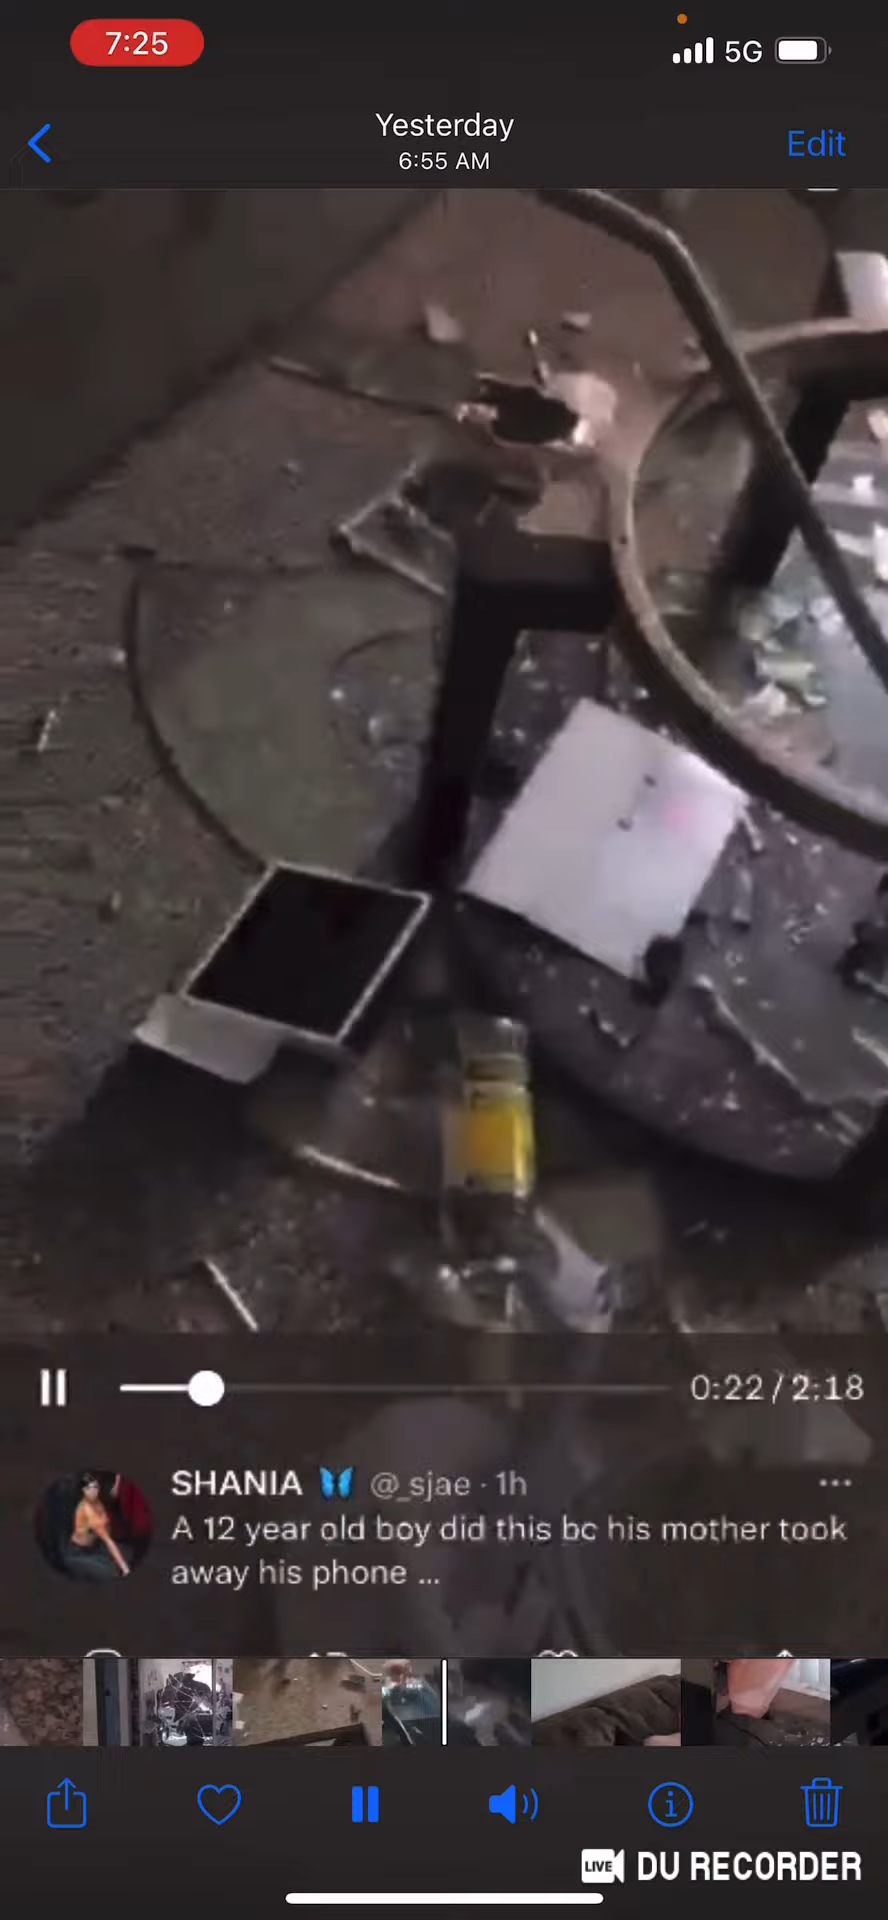 7:25
5G
Yesterday
6:55 AM
Edit
0:22 / 2:18
SHANIA 🦋 @_sjae · 1h
A 12 year old boy did this bc his mother took
away his phone ...
LIVE DU RECORDER